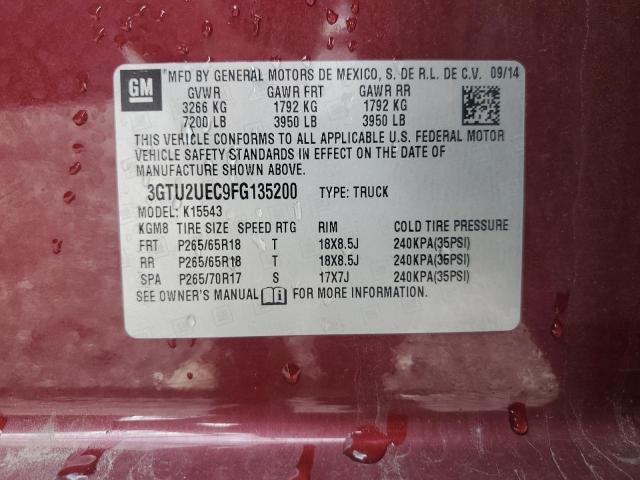 GM
*MFD BY GENERAL MOTORS DE MEXICO, S. DE R.L. DE C.V. 09/14
GVWR GAWR FRT GAWR RR
3266 KG 1792 KG 1792 KG
7200 LB 3950 LB 3950 LB
THIS VEHICLE CONFORMS TO ALL APPLICABLE U.S. FEDERAL MOTOR
VEHICLE SAFETY STANDARDS IN EFFECT ON THE DATE OF
MANUFACTURE SHOWN ABOVE.
3GTU2UEC9FG135200 TYPE: TRUCK
MODEL: K15543
KGM8 TIRE SIZE SPEED RTG RIM COLD TIRE PRESSURE
FRT P265/65R18 T 18X8.5J 240KPA(35PSI)
RR P265/65R18 T 18X8.5J 240KPA(35PSI)
SPA P265/70R17 S 17X7J 240KPA(35PSI)
SEE OWNER'S MANUAL FOR MORE INFORMATION.